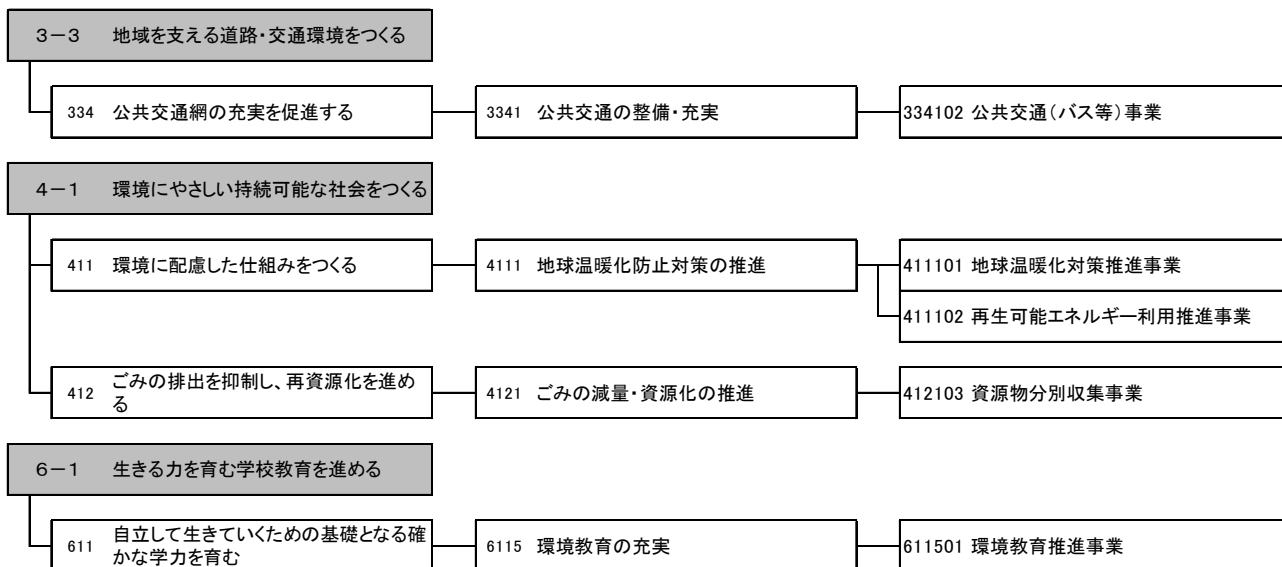 3－3 地域を支える道路・交通環境をつくる
334 公共交通網の充実を促進する
3341 公共交通の整備・充実
334102 公共交通（バス等）事業
4－1 環境にやさしい持続可能な社会をつくる
411 環境に配慮した仕組みをつくる
4111 地球温暖化防止対策の推進
411101 地球温暖化対策推進事業
411102 再生可能エネルギー利用推進事業
412 ごみの排出を抑制し、再資源化を進め
る
4121 ごみの減量・資源化の推進
412103 資源物分別収集事業
6－1 生きる力を育む学校教育を進める
611 自立して生きていくための基礎となる確
かな学力を育む
6115 環境教育の充実
611501 環境教育推進事業